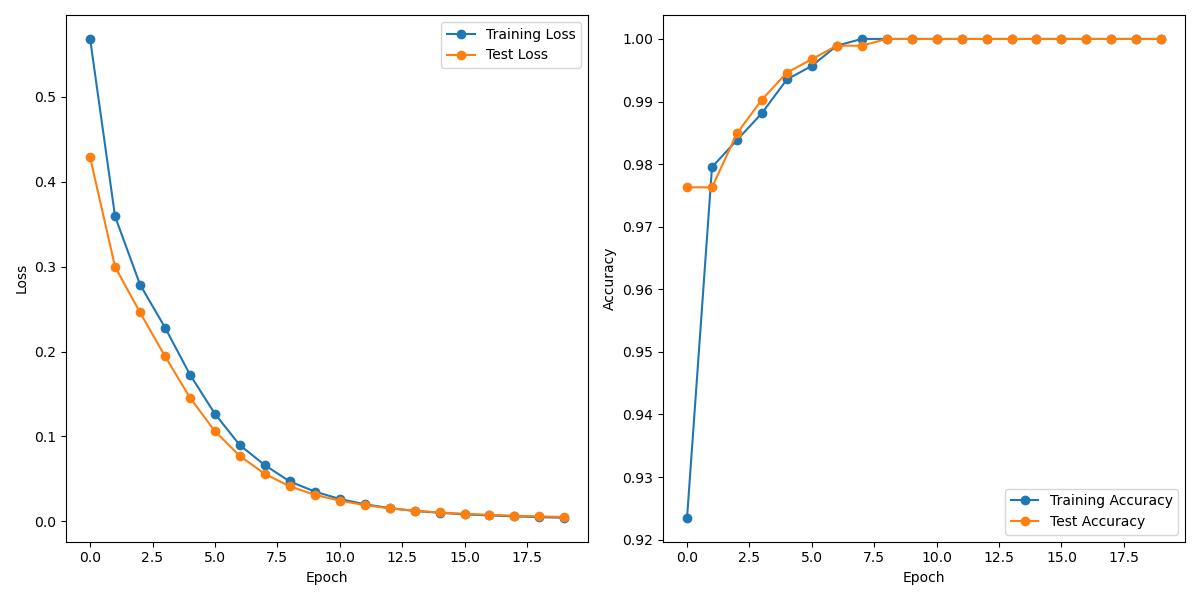 Training Loss
Test Loss
0.5
0.4
0.3
0.2
0.1
0.0
Loss
0.0 2.5 5.0 7.5 10.0 12.5 15.0 17.5
Epoch
1.00
0.99
0.98
0.97
0.96
0.95
0.94
0.93
0.92
Accuracy
Training Accuracy
Test Accuracy
0.0 2.5 5.0 7.5 10.0 12.5 15.0 17.5
Epoch